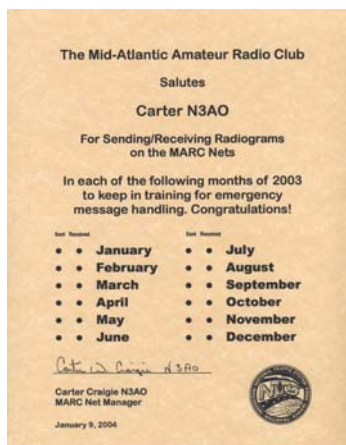 The Mid-Atlantic Amateur Radio Club
Salutes
Carter N3AO
For Sending/Receiving Radiograms
on the MARC Nets
In each of the following months of 2003
to keep in training for emergency
message handling. Congratulations!
Sent Received Sent Received
• • January • • July
• • February • • August
• • March • • September
• • April • • October
• • May • • November
• • June • • December
Carter W. Craigie N3AO
Carter Craigie N3AO
MARC Net Manager
January 9, 2004
NTS